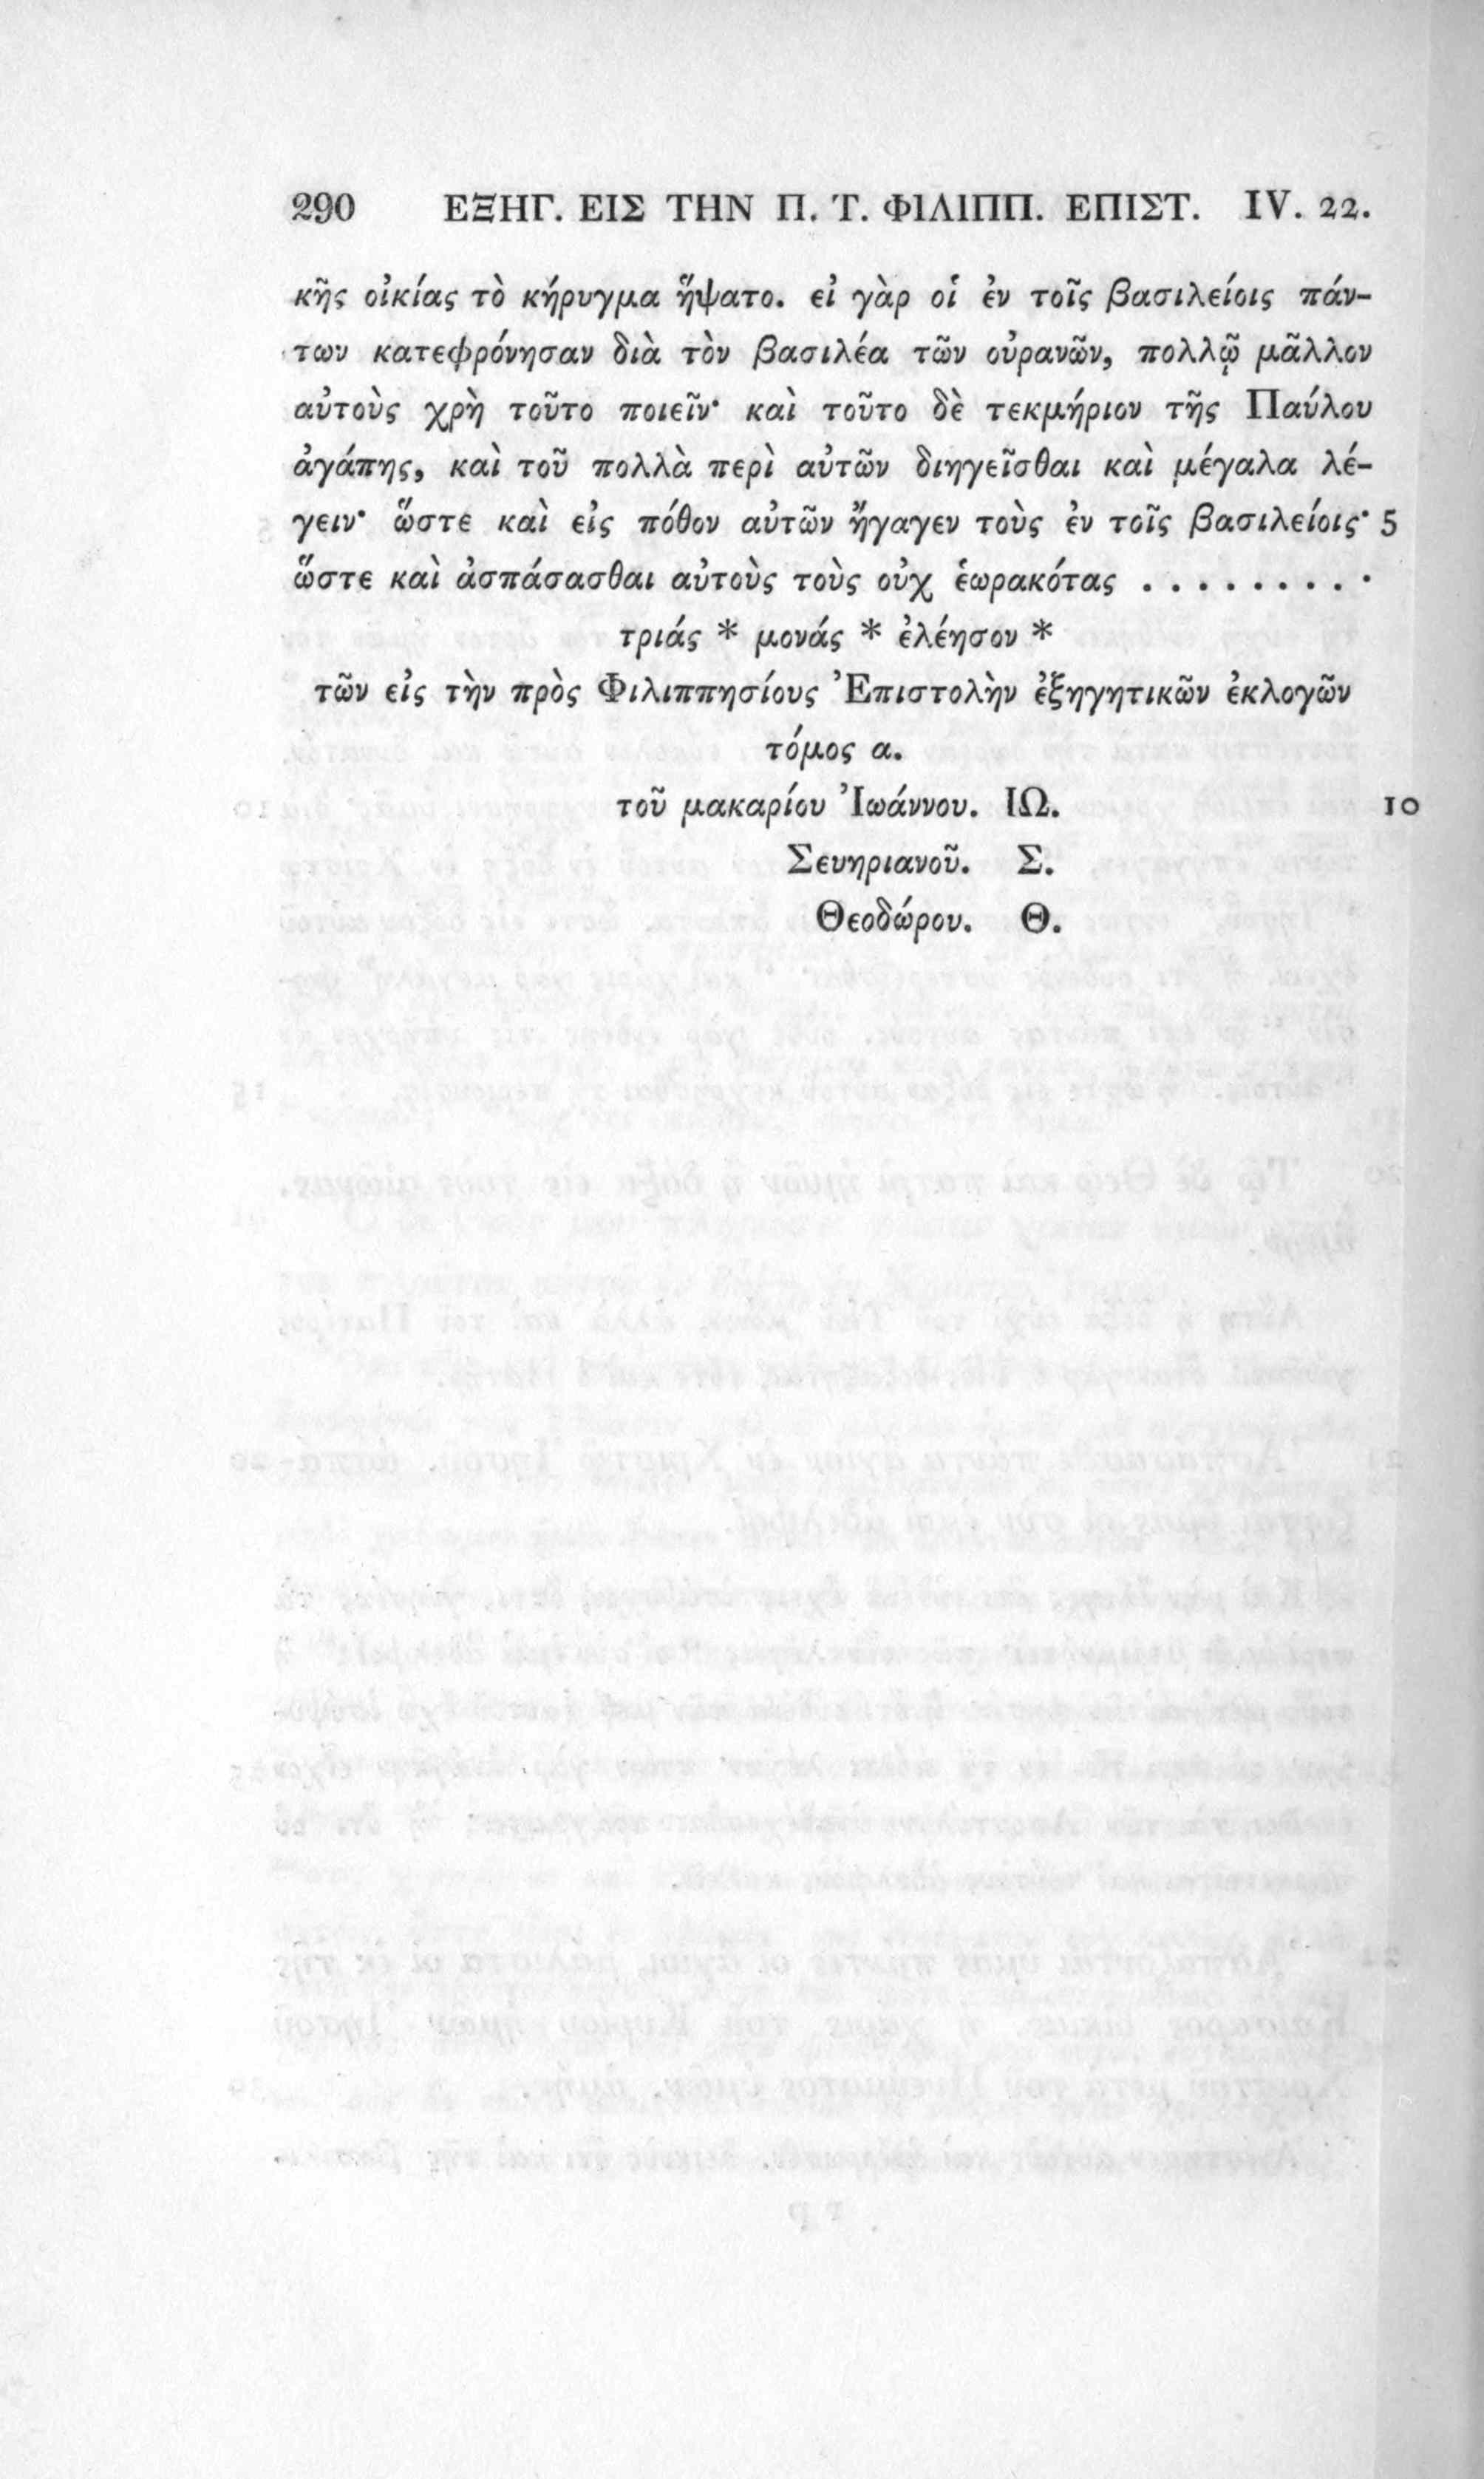 290 ΕΞΗΓ. ΕΙΣ ΤΗΝ Π. Τ. ΦΙΛΙΠΠ. ΕΠΙΣΤ. IV. 22.
κῆς οἰκίας τὸ κήρυγμα ἥψατο. εἰ γὰρ οἱ ἐν τοῖς βασιλείοις πάν-
των κατεφρόνησαν διὰ τὸν βασιλέα τῶν οὐρανῶν, πολλῷ μᾶλλον
αὐτοὺς χρὴ τοῦτο ποιεῖν· καὶ τοῦτο δὲ τεκμήριον τῆς Παύλου
ἀγάπης, καὶ τοῦ πολλὰ περὶ αὐτῶν διηγεῖσθαι καὶ μέγαλα λέ-
γειν· ὥστε καὶ εἰς πόθον αὐτῶν ἤγαγεν τοὺς ἐν τοῖς βασιλείοις· 5
ὥστε καὶ ἀσπάσασθαι αὐτοὺς τοὺς οὐχ ἑωρακότας . . . . . . . . ·
τριάς * μονάς * ἐλέησον *
τῶν εἰς τὴν πρὸς Φιλιππησίους Ἐπιστολὴν ἐξηγητικῶν ἐκλογῶν
τόμος α.
τοῦ μακαρίου Ἰωάννου. ΙΩ. 10
Σευηριανοῦ. Σ.
Θεοδώρου. Θ.